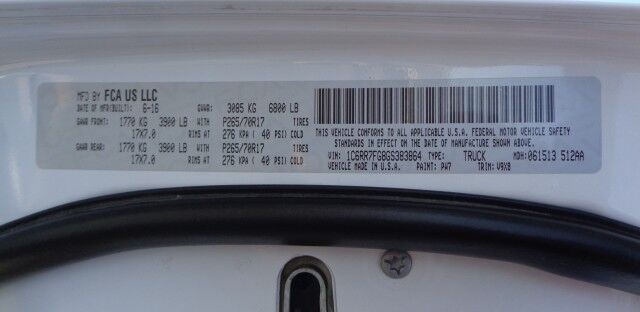 MFD BY FCA US LLC
DATE OF MFR(BUILT): 6-16 GVWR: 3085 KG 6800 LB
GAWR FRONT: 1770 KG 3900 LB WITH P265/70R17 TIRES
17X7.0 RIMS AT 276 KPA ( 40 PSI) COLD
GAWR REAR: 1770 KG 3900 LB WITH P265/70R17 TIRES
17X7.0 RIMS AT 276 KPA ( 40 PSI) COLD
THIS VEHICLE CONFORMS TO ALL APPLICABLE U.S.A. FEDERAL MOTOR VEHICLE SAFETY
STANDARDS IN EFFECT ON THE DATE OF MANUFACTURE SHOWN ABOVE.
VIN: 1C6RR7FG8GS383864 TYPE: TRUCK MDH: 061513 512AA
VEHICLE MADE IN U.S.A. PAINT: PW7 TRIM: V9X8